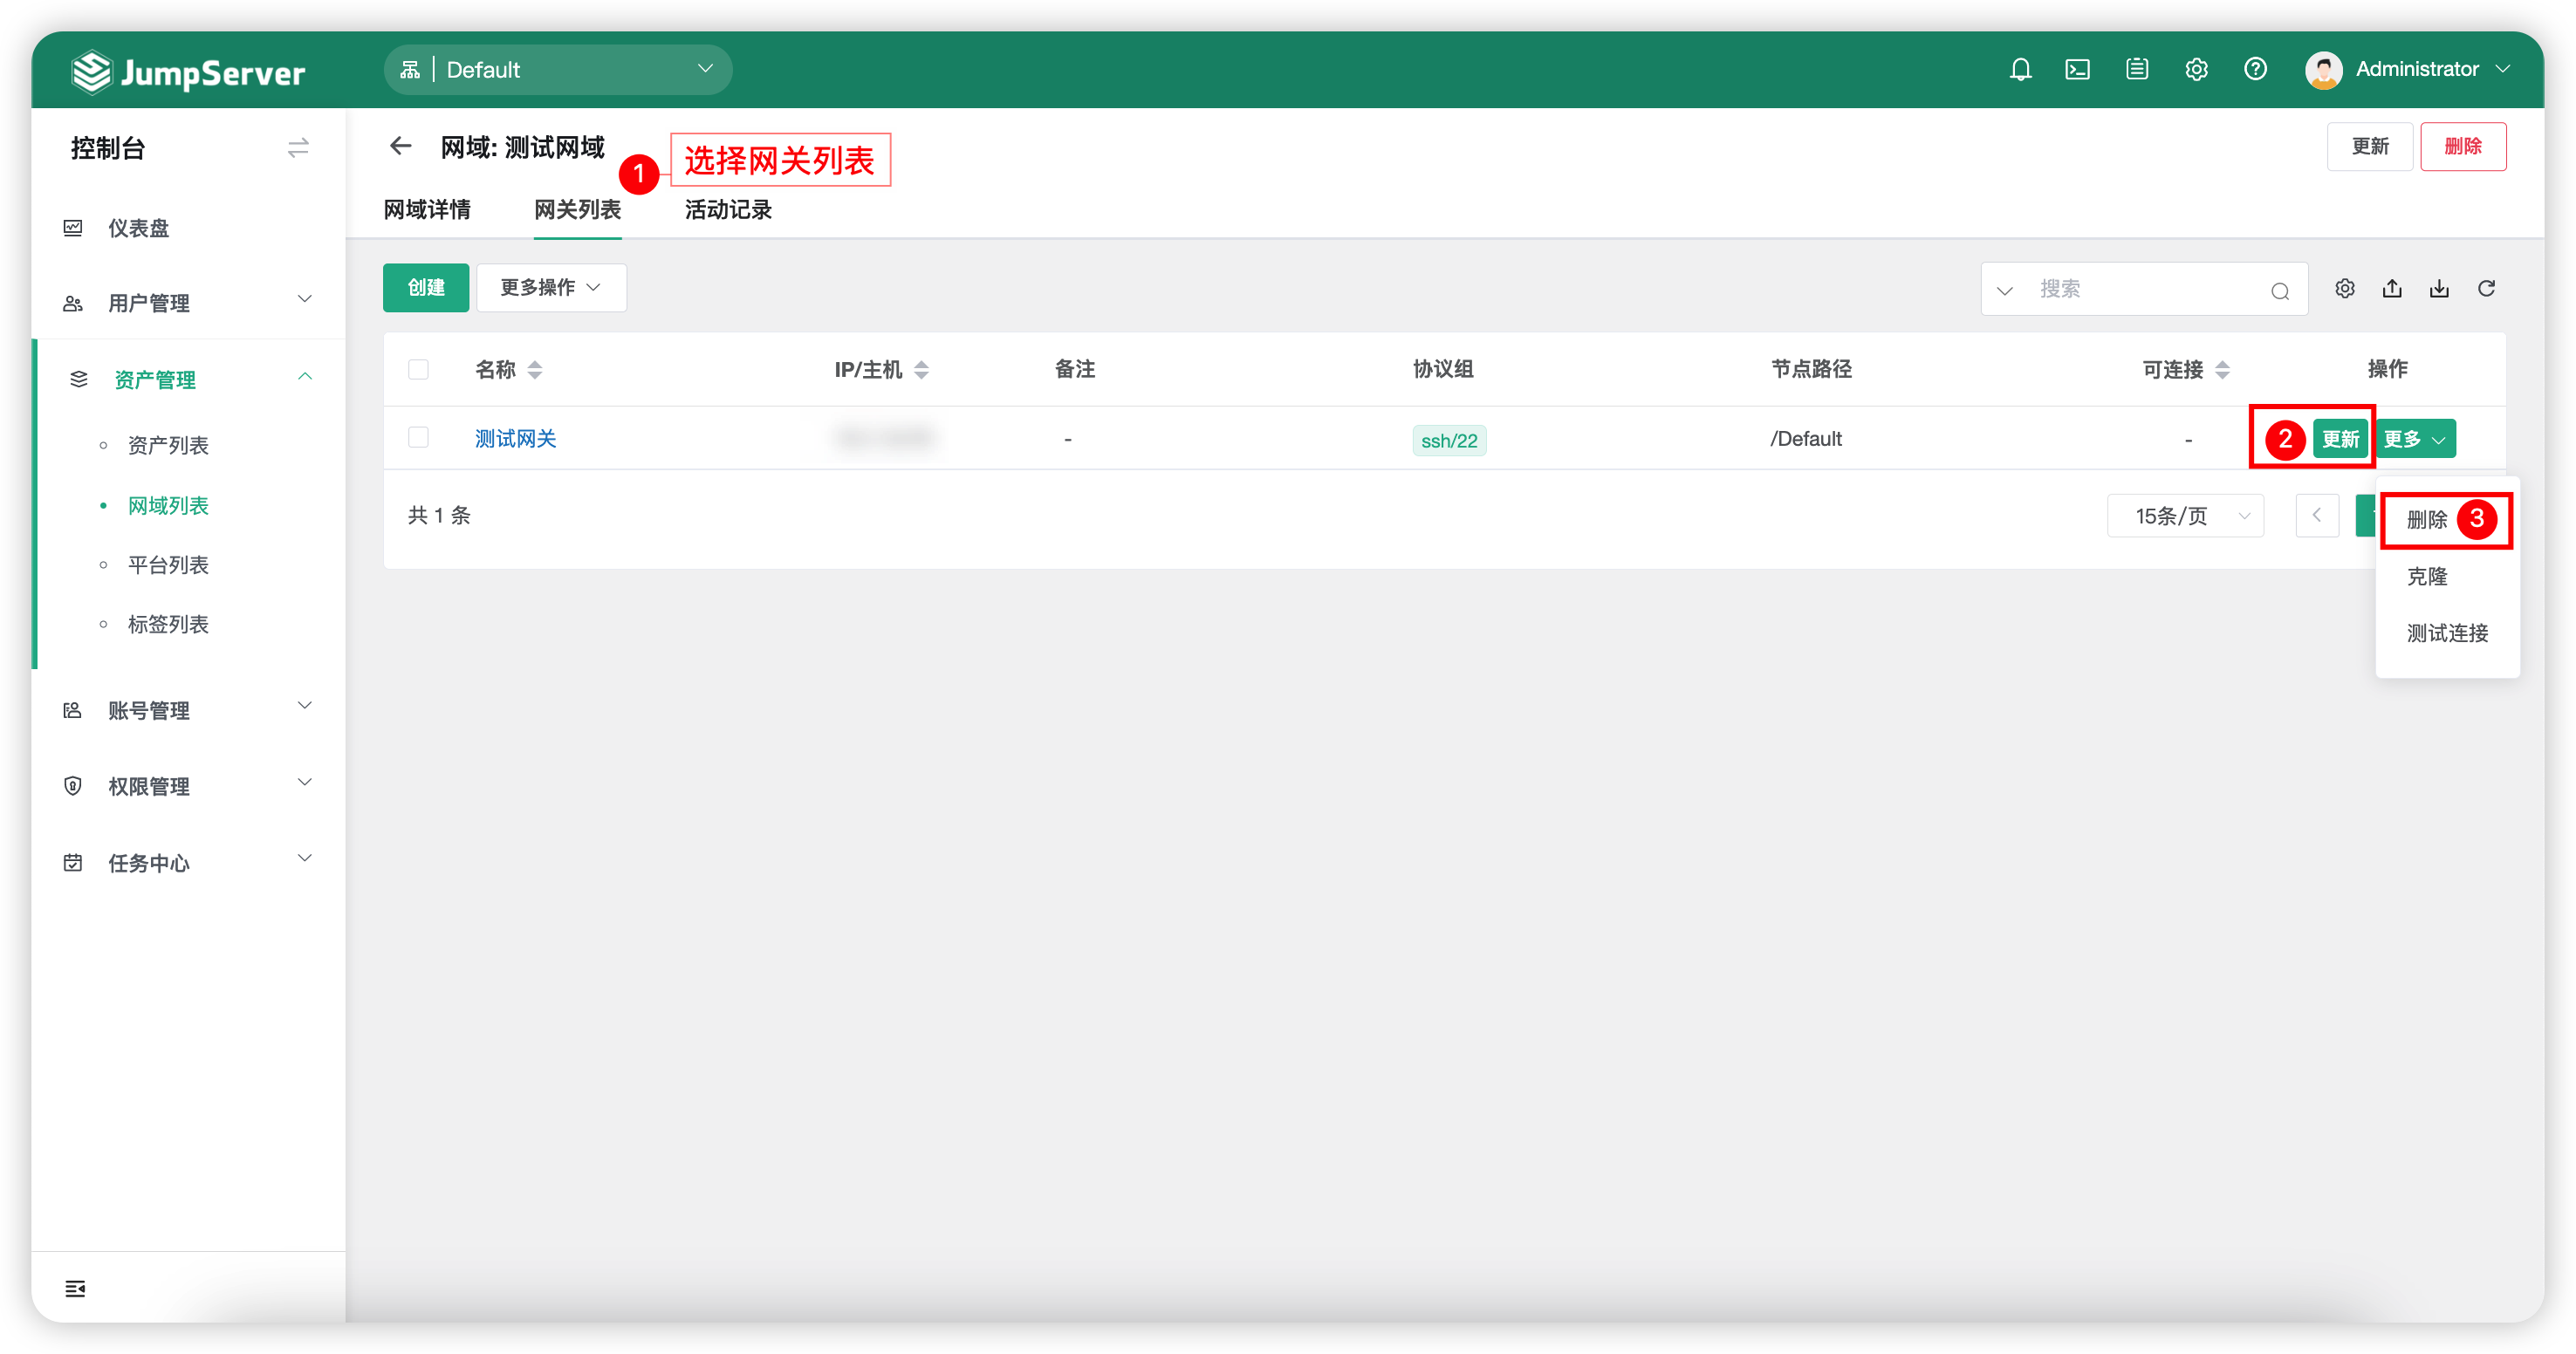 JumpServer
Default
Administrator
控制台
网域: 测试网域
1
选择网关列表
更新
删除
网域详情
网关列表
活动记录
仪表盘
用户管理
资产管理
资产列表
网域列表
平台列表
标签列表
账号管理
权限管理
任务中心
创建
更多操作
搜索
名称
IP/主机
备注
协议组
节点路径
可连接
操作
测试网关
-
ssh/22
/Default
-
2
更新
更多
共 1 条
15条/页
删除
3
克隆
测试连接